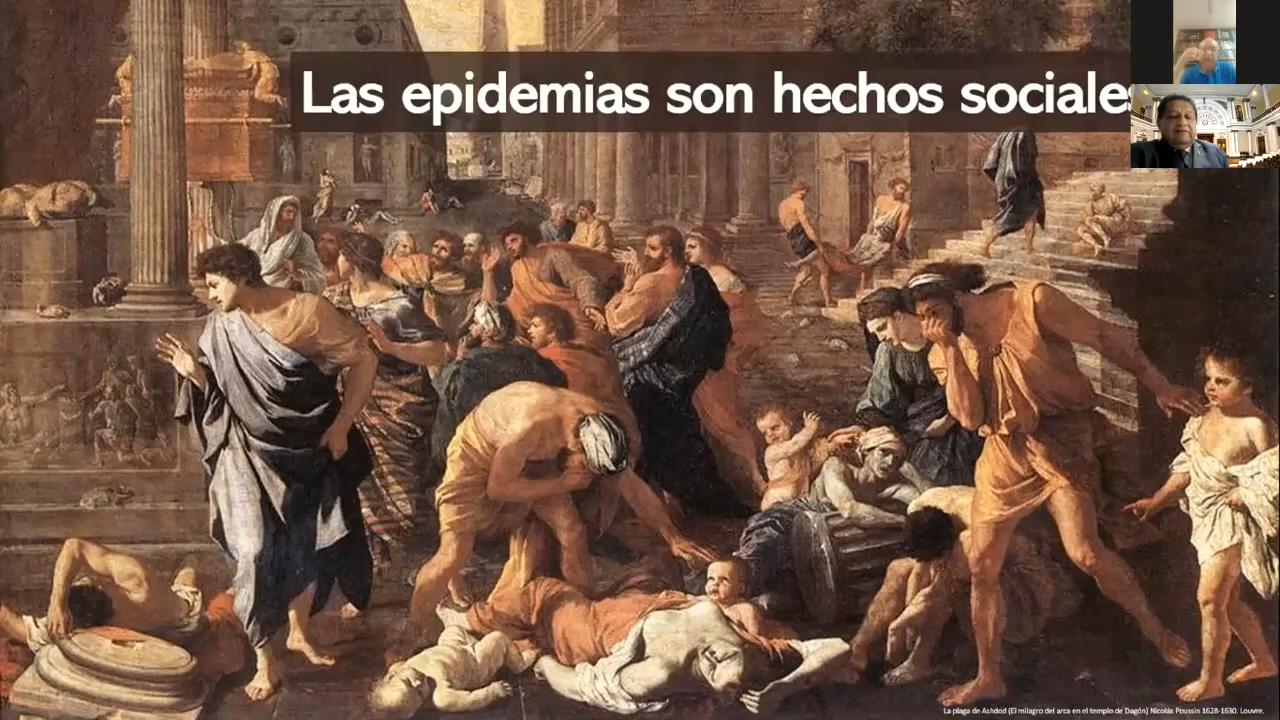 Las epidemias son hechos sociales
La plaga de Ashdod (El milagro del arca en el templo de Dagón) Nicolás Poussin 1628-1630. Louvre.